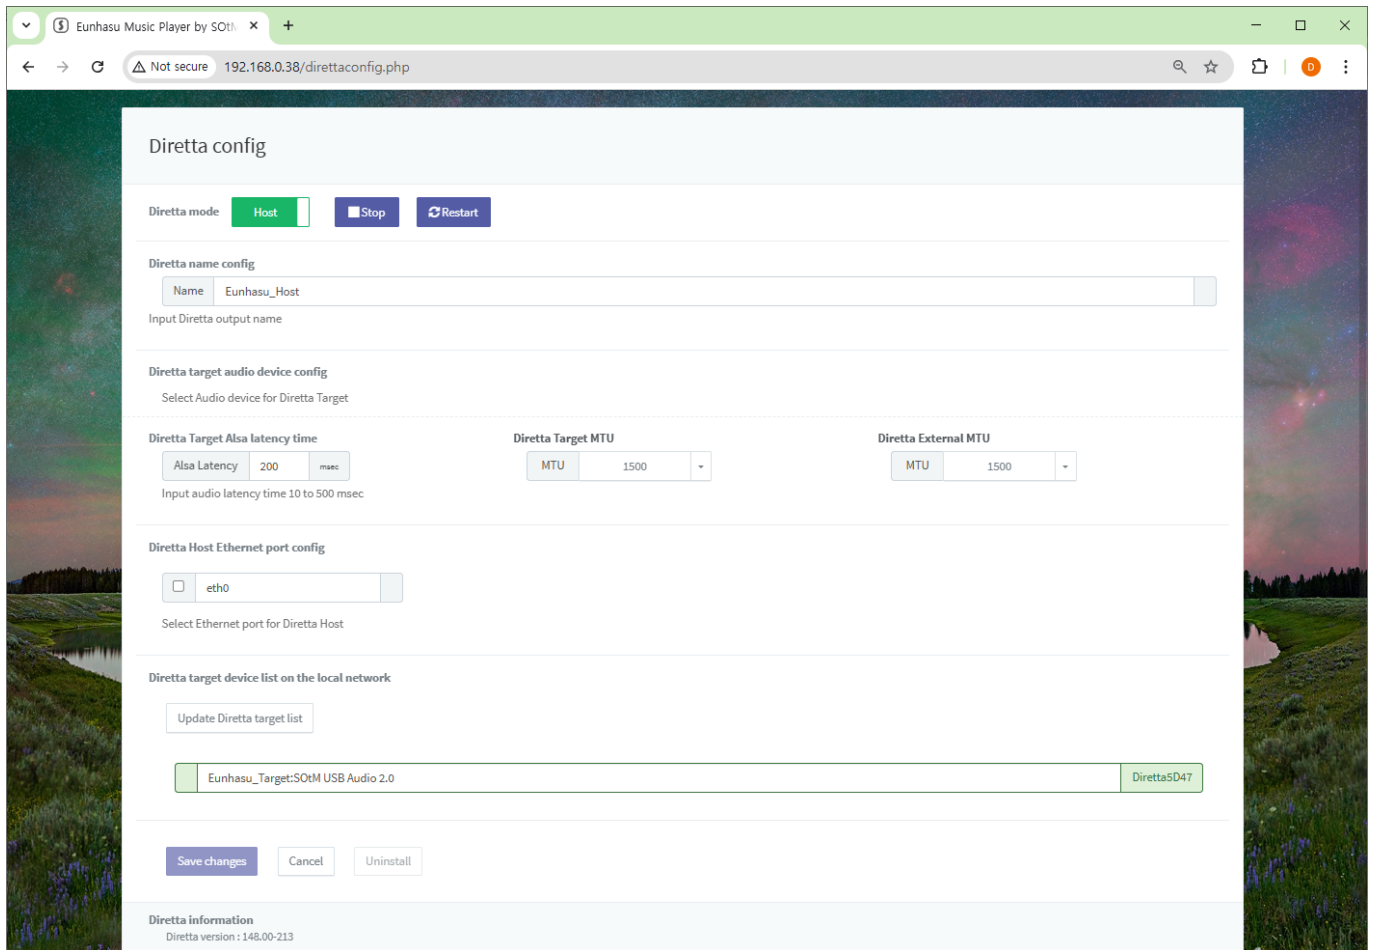 Eunhasu Music Player by SOtM
Not secure 192.168.0.38/direttaconfig.php
D
Diretta config
Diretta mode Host Stop Restart
Diretta name config
Name Eunhasu_Host
Input Diretta output name
Diretta target audio device config
Select Audio device for Diretta Target
Diretta Target Alsa latency time Diretta Target MTU Diretta External MTU
Alsa Latency 200 msec MTU 1500 MTU 1500
Input audio latency time 10 to 500 msec
Diretta Host Ethernet port config
eth0
Select Ethernet port for Diretta Host
Diretta target device list on the local network
Update Diretta target list
Eunhasu_Target:SOtM USB Audio 2.0 Diretta5D47
Save changes Cancel Uninstall
Diretta information
Diretta version : 148.00-213